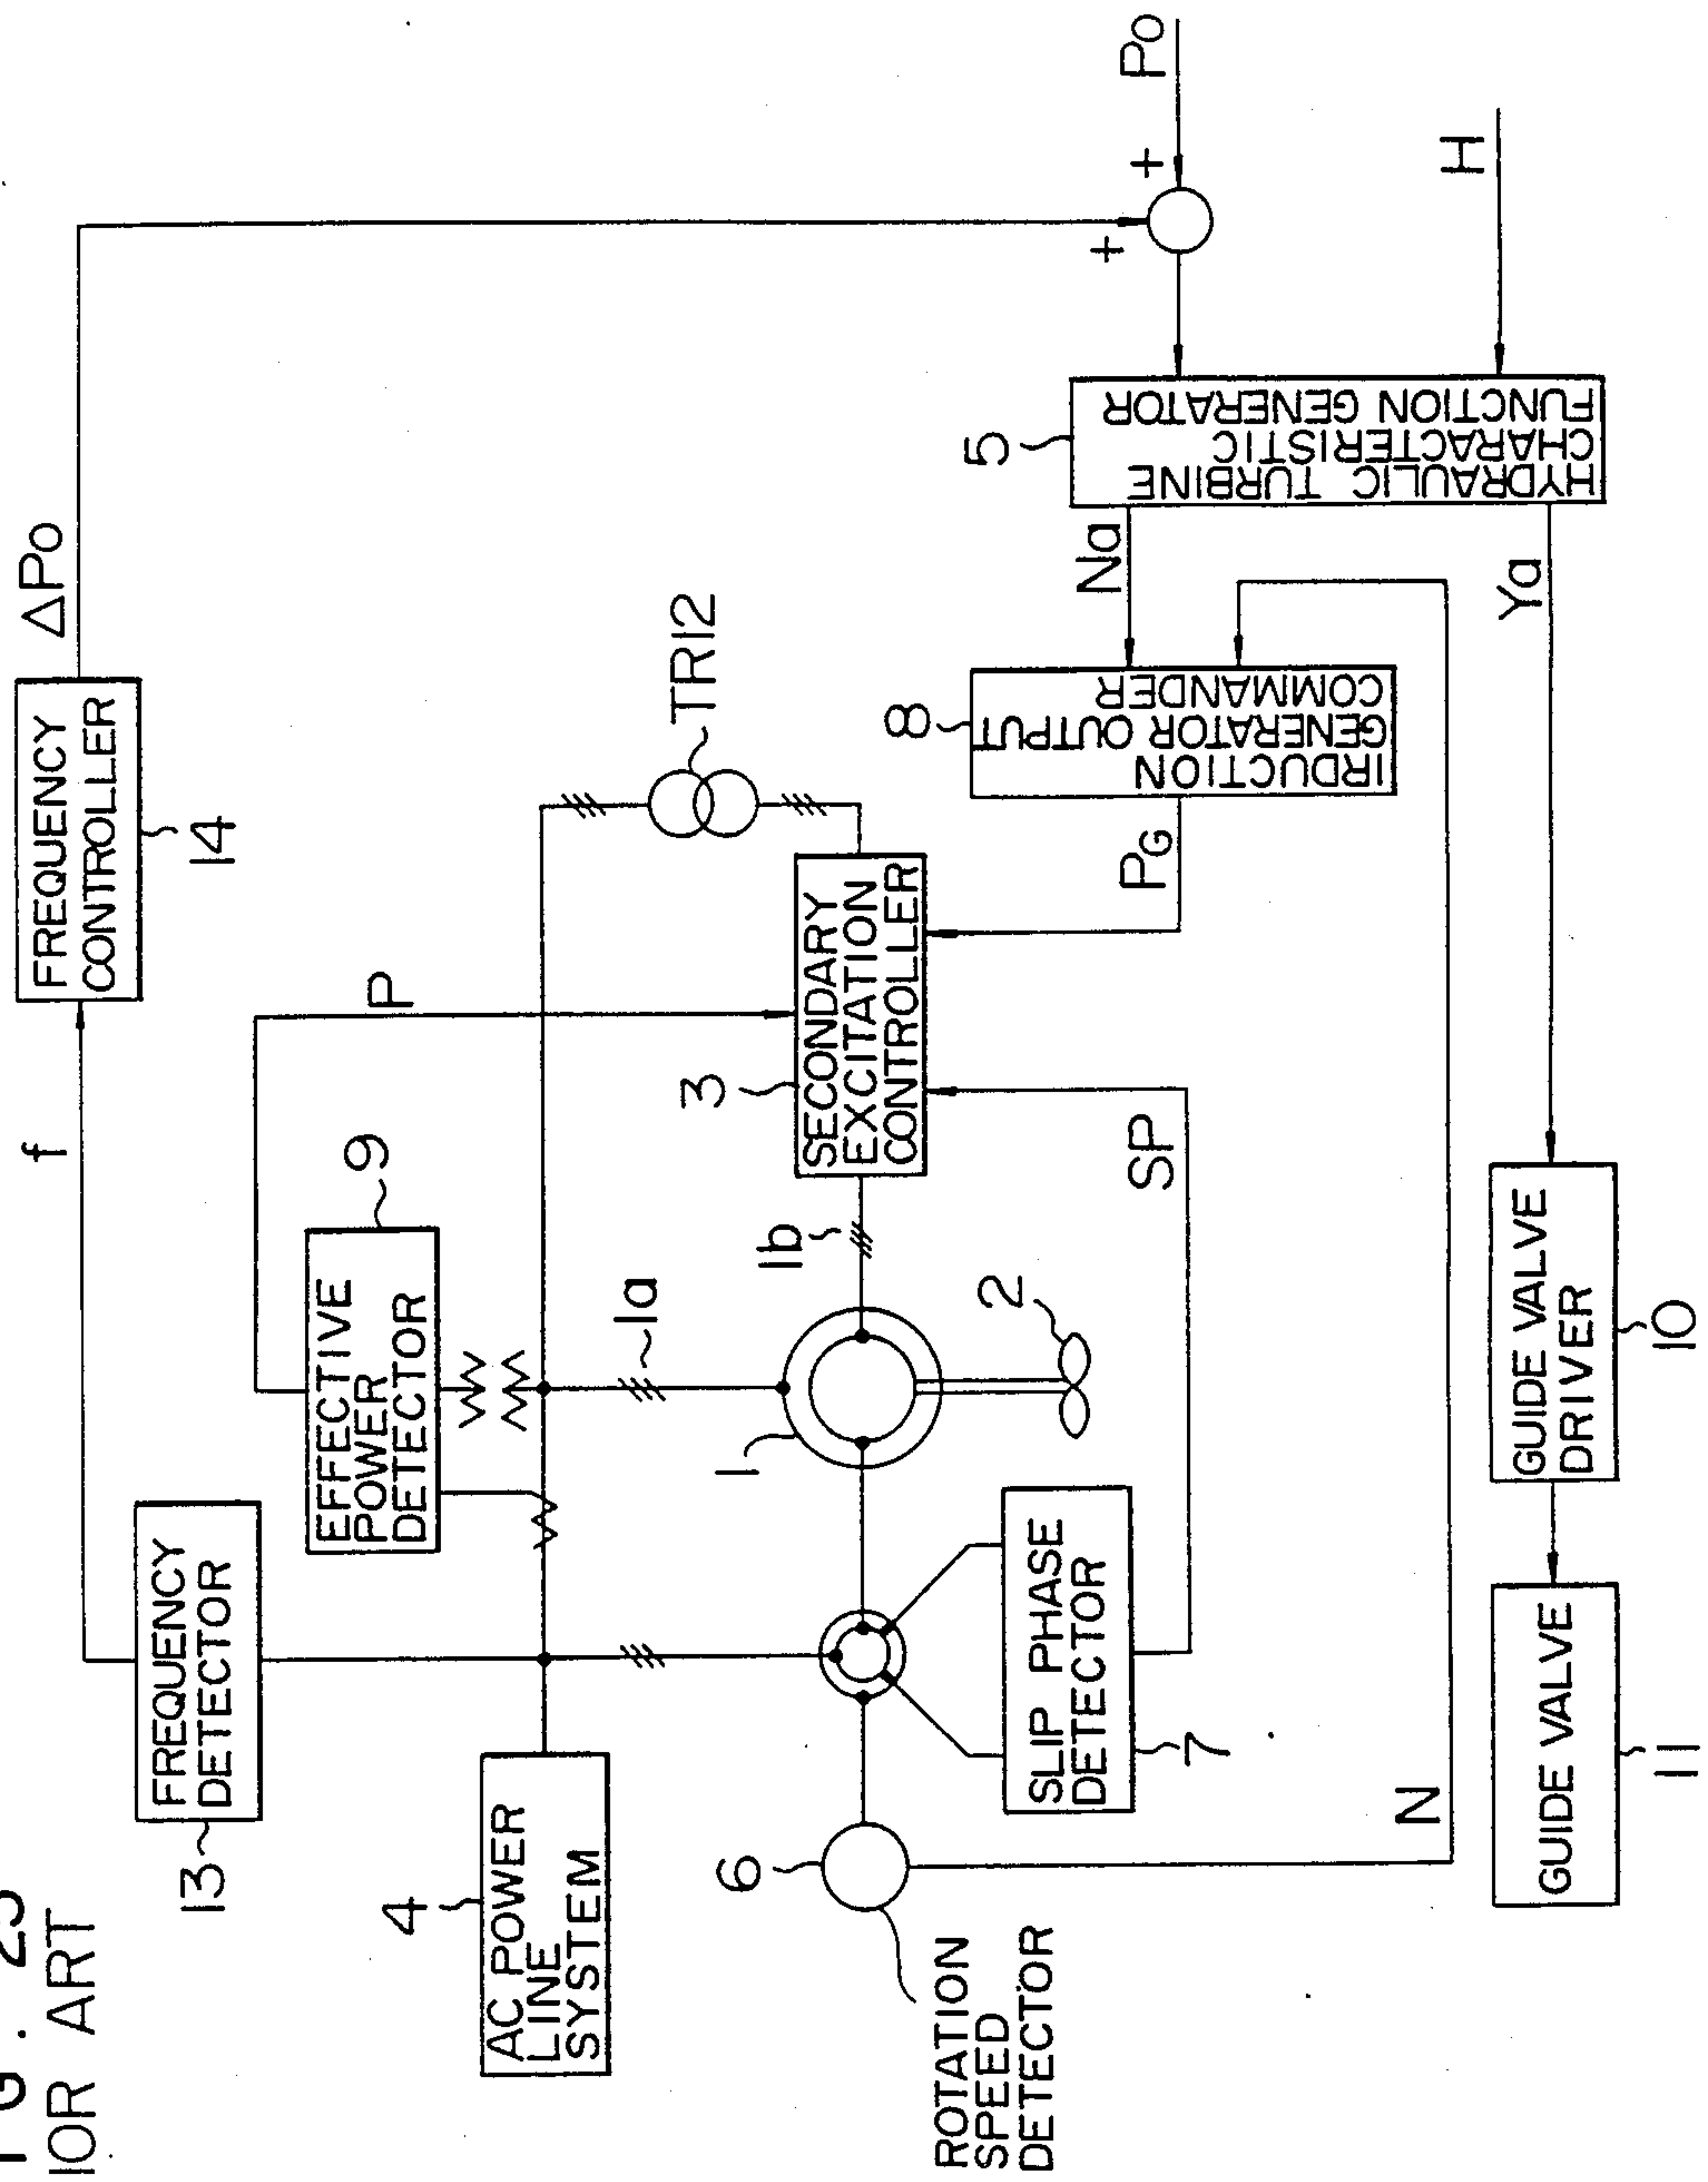 IOR ART
FREQUENCY
DETECTOR
13
f
FREQUENCY
CONTROLLER
14
ΔPo
EFFECTIVE
POWER
DETECTOR
9
P
4
AC POWER
LINE
SYSTEM
1a
TR12
1
1b
3
SECONDARY
EXCITATION
CONTROLLER
2
6
ROTATION
SPEED
DETECTOR
SLIP PHASE
DETECTOR
7
SP
PG
8
IRDUCTION
GENERATOR OUTPUT
COMMANDER
Na
5
HYDRAULIC TURBINE
CHARACTERISTIC
FUNCTION GENERATOR
+
+
Po
H
N
Ya
GUIDE VALVE
DRIVER
10
GUIDE VALVE
11